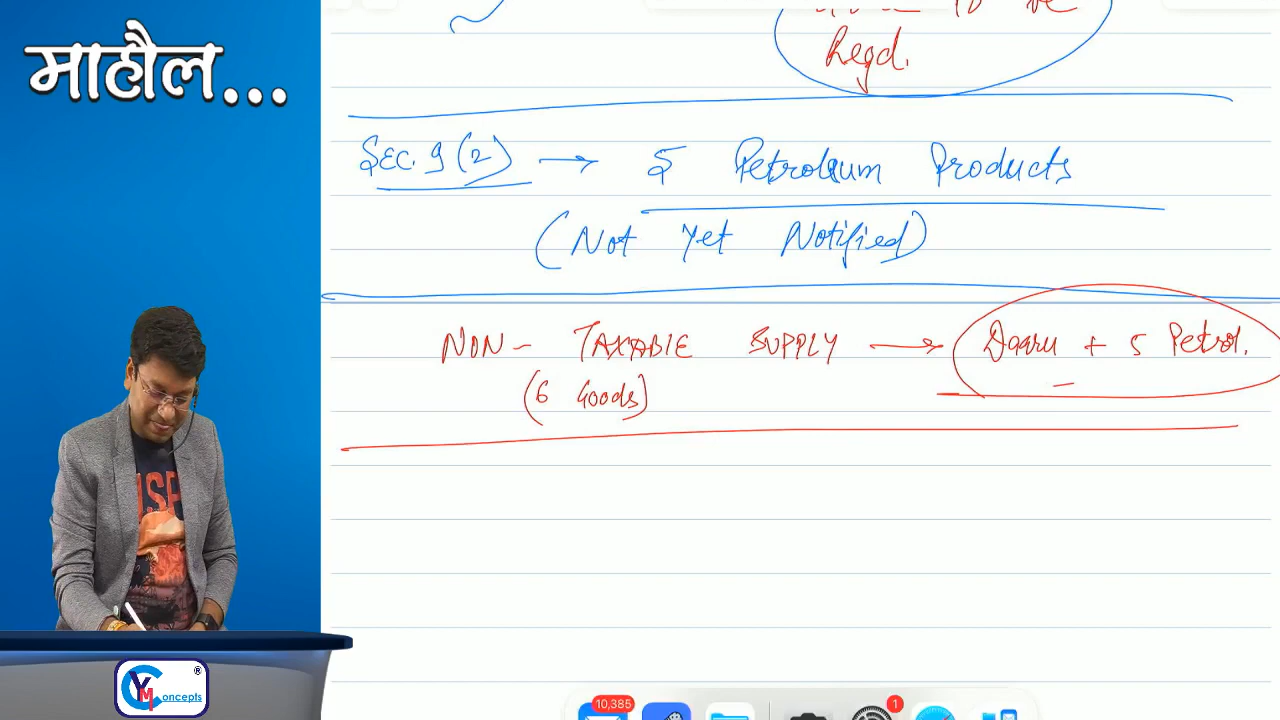 माहौल...
Regd.
SEC. 9 (2) → 5 Petroleum Products
(Not Yet Notified)
NON- TAXABLE SUPPLY → Daaru + 5 Petrol.
(6 Goods)
YM Concepts ®
10,385
1